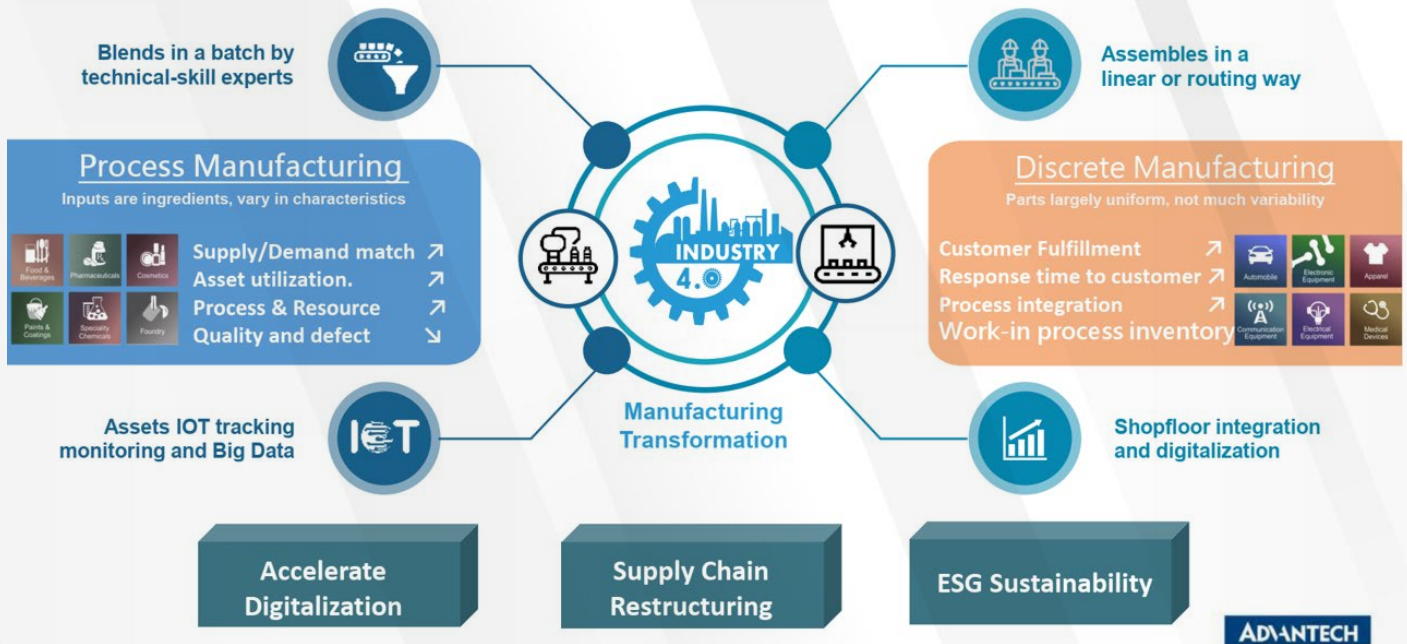 Blends in a batch by
technical-skill experts
Assembles in a
linear or routing way
Process Manufacturing
Inputs are ingredients, vary in characteristics
Food &
Beverages
Pharmaceuticals
Cosmetics
Paints &
Coatings
Speciality
Chemicals
Foundry
Supply/Demand match ↗
Asset utilization. ↗
Process & Resource ↗
Quality and defect ↘
INDUSTRY
4.0
Manufacturing
Transformation
Discrete Manufacturing
Parts largely uniform, not much variability
Customer Fulfillment ↗
Response time to customer ↗
Process integration ↗
Work-in process inventory
Automobile
Electronic
Equipment
Apparel
Communication
Equipment
Electrical
Equipment
Medical
Devices
Assets IOT tracking
monitoring and Big Data
IOT
Shopfloor integration
and digitalization
Accelerate
Digitalization
Supply Chain
Restructuring
ESG Sustainability
ADVANTECH